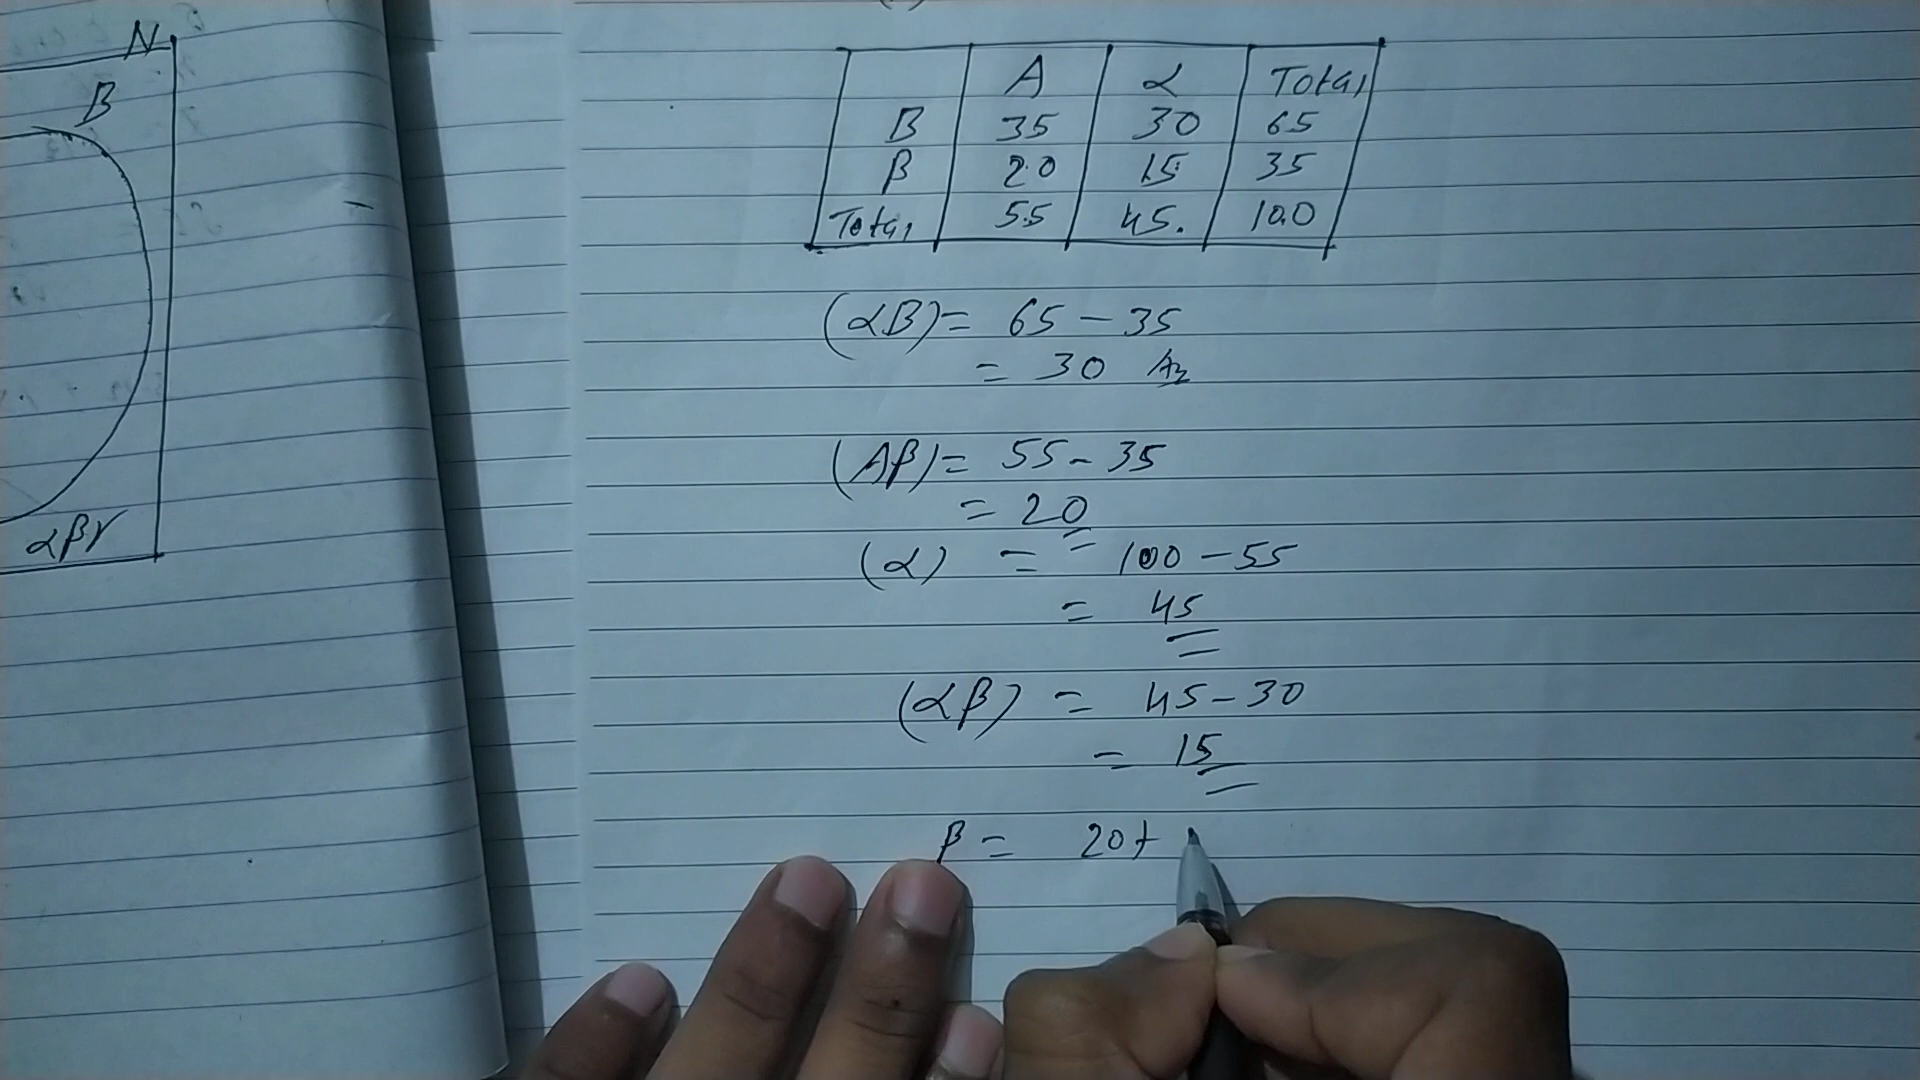 N
B
αβγ
A α Total
B 35 30 65
β 20 15 35
Total 55 45. 100
(αB) = 65 - 35
= 30 Ans
(Aβ) = 55 - 35
= 20
(α) = 100 - 55
= 45
(αβ) = 45 - 30
= 15
β = 20 +